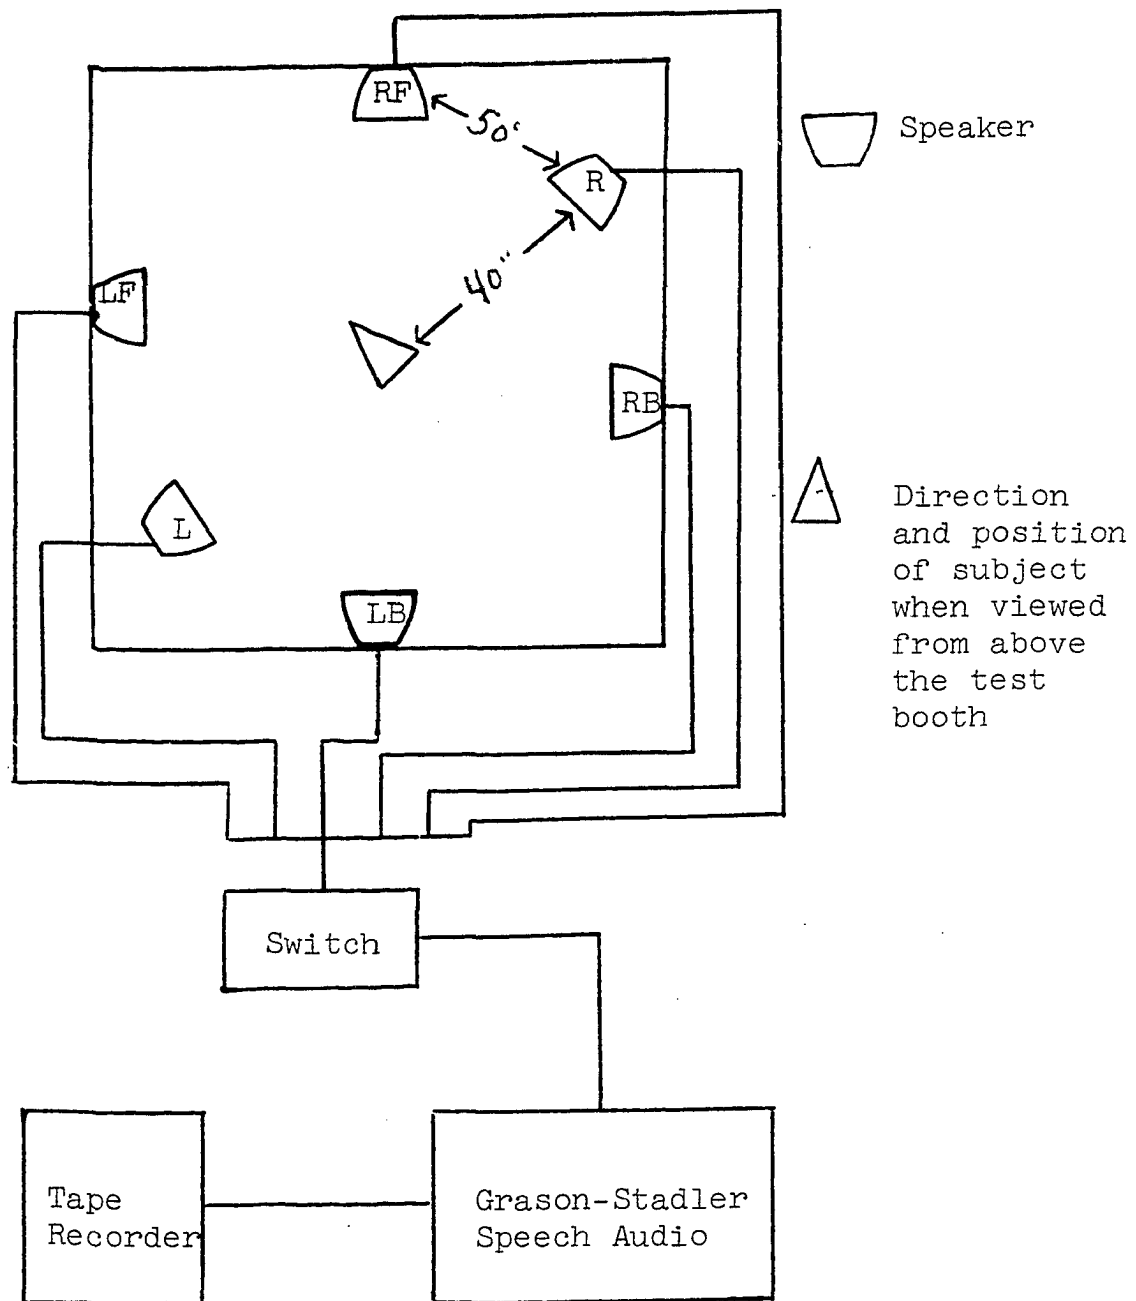 RF
50'
R
Speaker
LF
40"
RB
L
LB
Direction
and position
of subject
when viewed
from above
the test
booth
Switch
Tape
Recorder
Grason-Stadler
Speech Audio